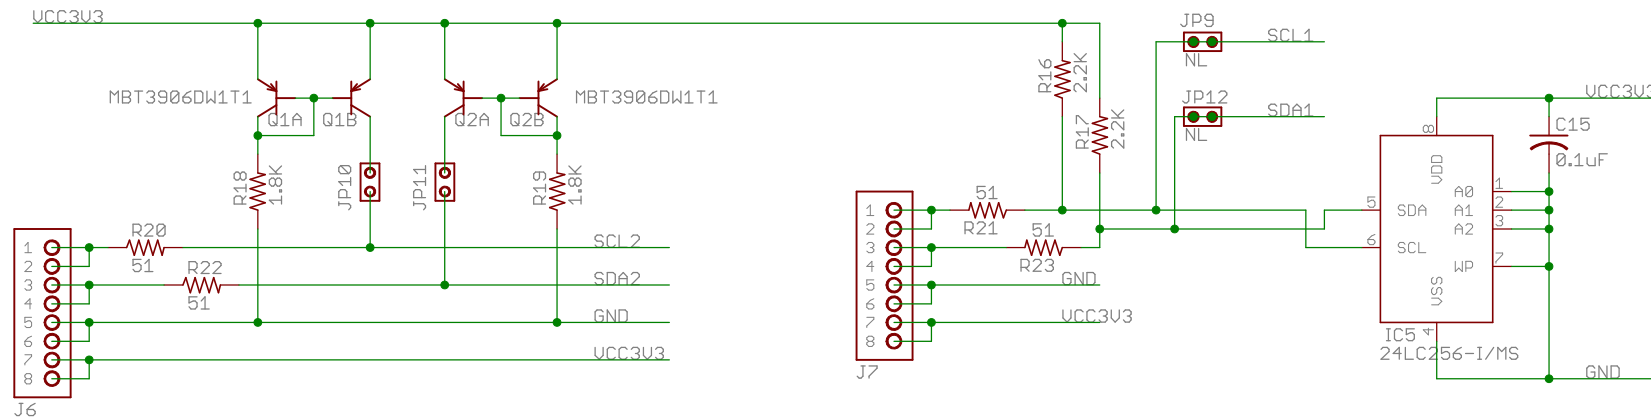 VCC3V3
MBT3906DW1T1
Q1A
Q1B
Q2A
Q2B
MBT3906DW1T1
R18
1.8K
JP10
JP11
R19
1.8K
R20
51
R22
51
SCL2
SDA2
GND
VCC3V3
1
2
3
4
5
6
7
8
J6
R16
2.2K
R17
2.2K
JP9
NL
SCL1
JP12
NL
SDA1
51
R21
51
R23
GND
VCC3V3
1
2
3
4
5
6
7
8
J7
VCC3V3
C15
0.1uF
8
VDD
5
SDA
6
SCL
A0
1
A1
2
A2
3
WP
7
VSS
4
IC5
24LC256-I/MS
GND